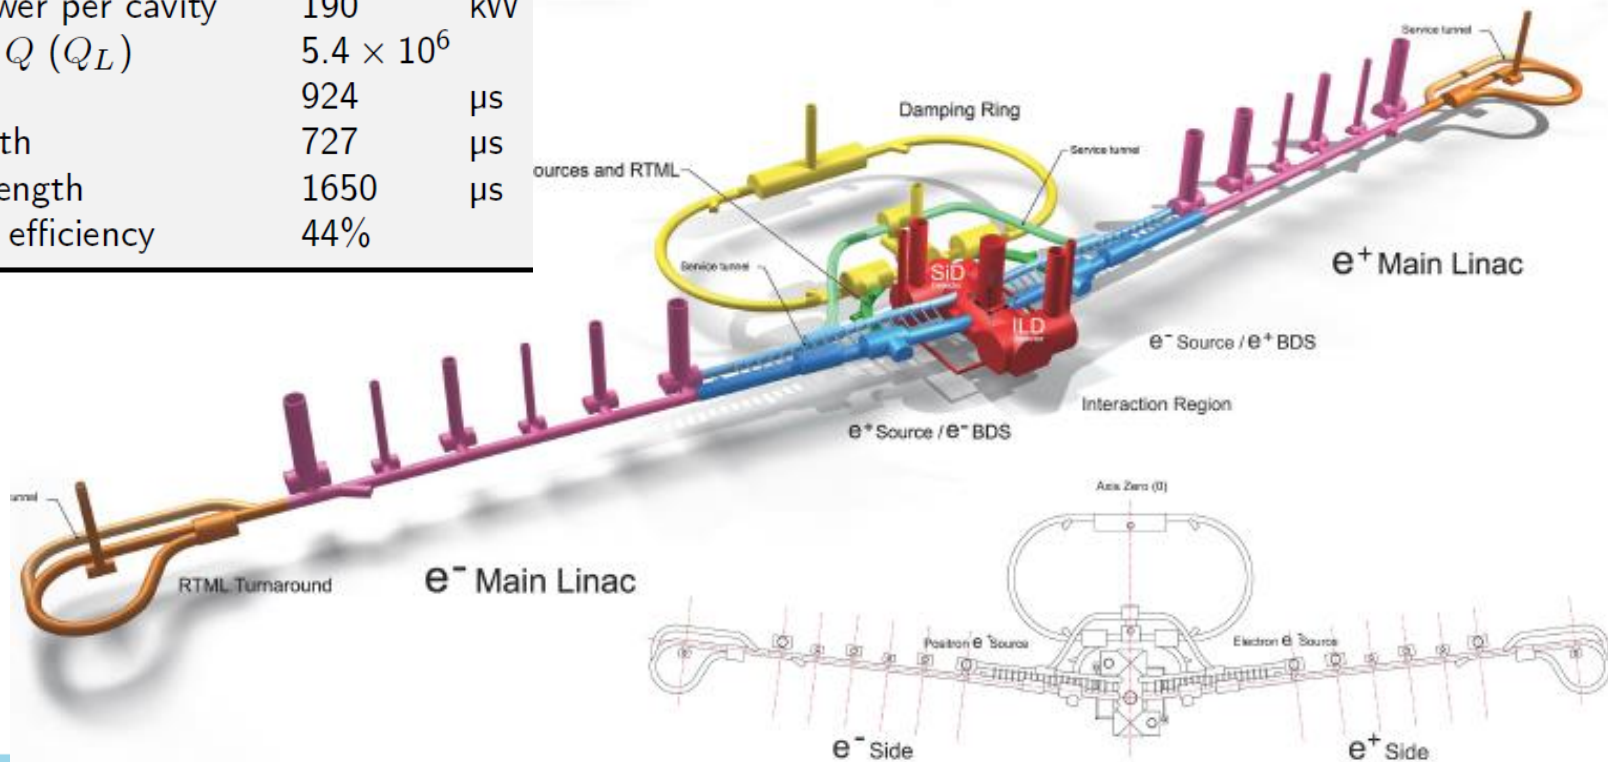 wer per cavity 190 kW
Q (Q_L) 5.4 × 10^6
924 µs
th 727 µs
ength 1650 µs
efficiency 44%
Service tunnel
Damping Ring
Service tunnel
ources and RTML
Service tunnel
SiD
e⁺ Main Linac
ILD
e⁻ Source / e⁺ BDS
Interaction Region
e⁺ Source / e⁻ BDS
unnel
RTML Turnaround
e⁻ Main Linac
Axis Zero (0)
Positron e⁻ Source
Electron e⁻ Source
e⁻ Side
e⁺ Side